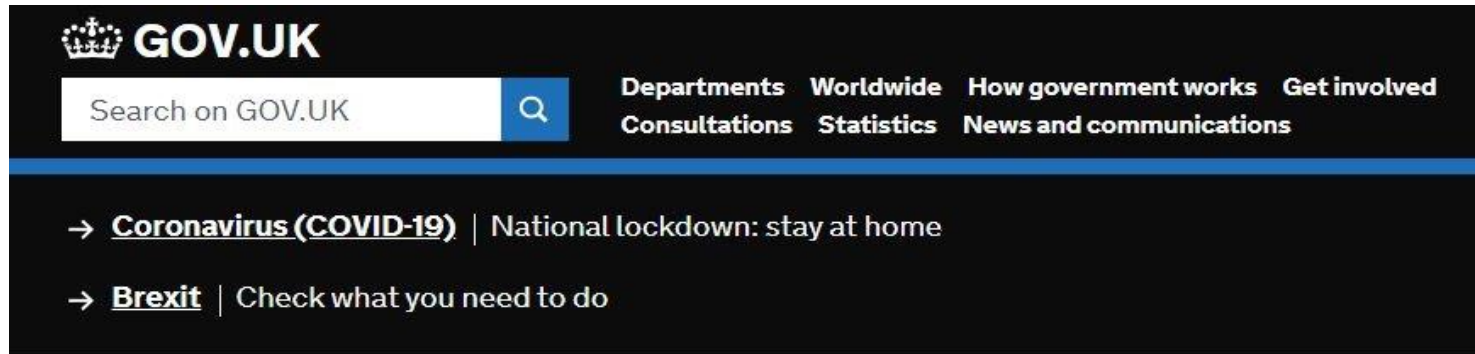 GOV.UK
Search on GOV.UK
Departments Worldwide How government works Get involved
Consultations Statistics News and communications
→ Coronavirus (COVID-19) | National lockdown: stay at home
→ Brexit | Check what you need to do